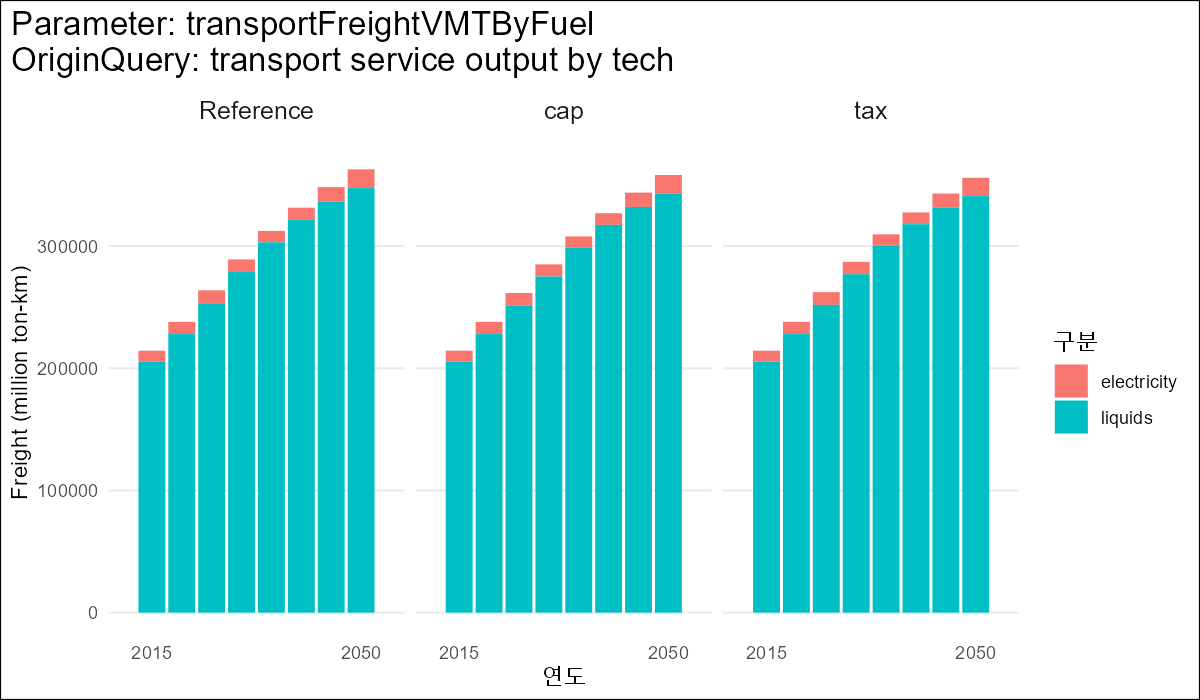 Parameter: transportFreightVMTByFuel
OriginQuery: transport service output by tech
Reference
cap
tax
Freight (million ton-km)
300000
200000
100000
0
2015
2050
2015
2050
2015
2050
연도
구분
electricity
liquids